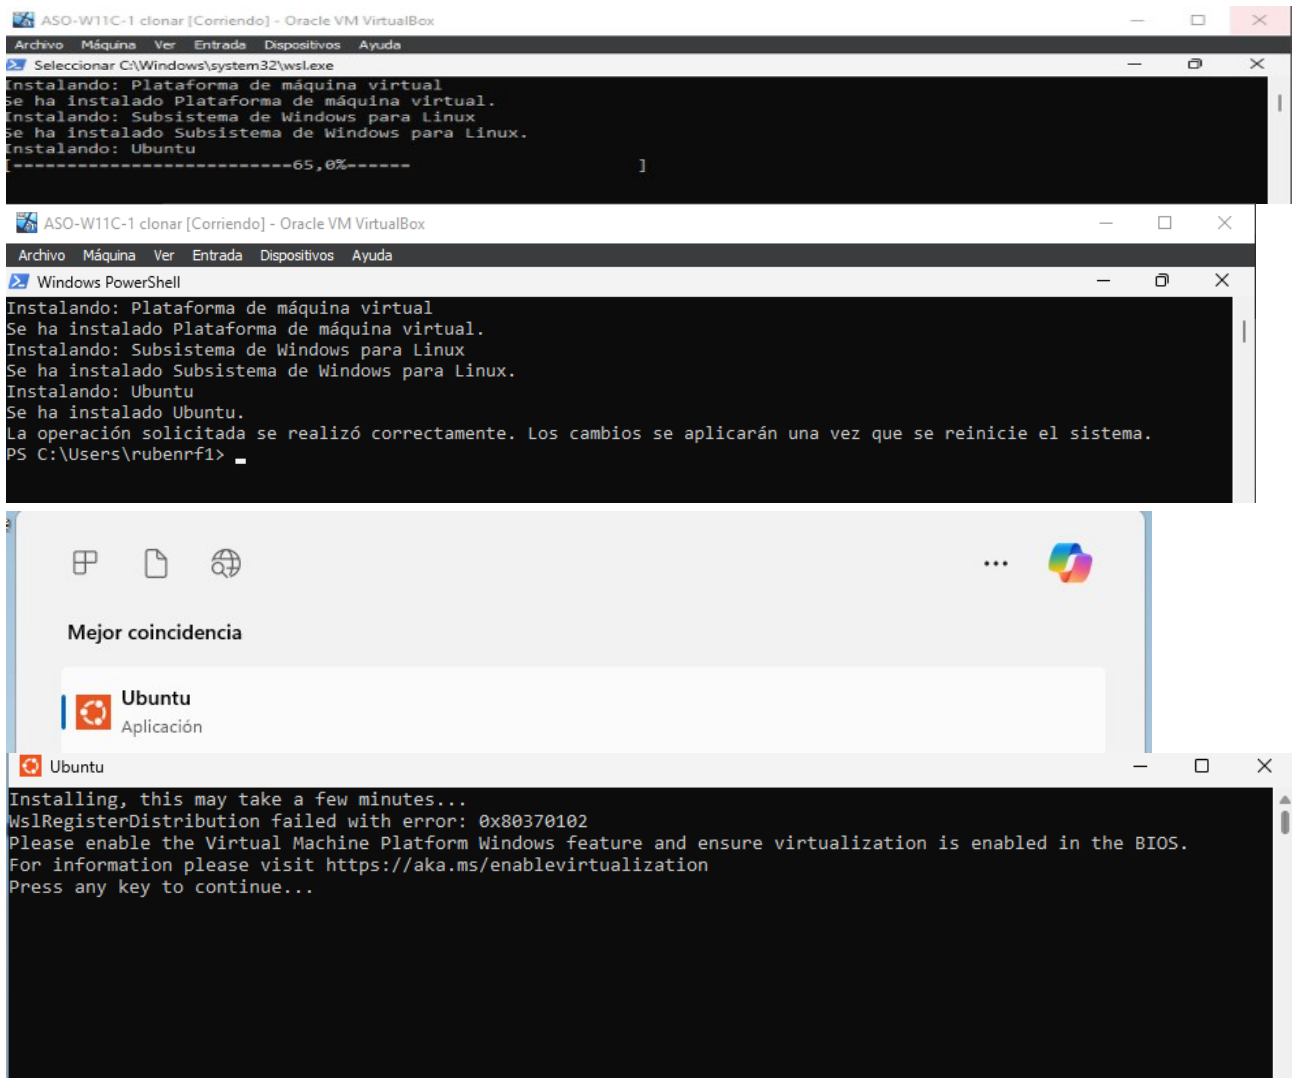 ASO-W11C-1 clonar [Corriendo] - Oracle VM VirtualBox
Archivo Máquina Ver Entrada Dispositivos Ayuda
Seleccionar C:\Windows\system32\wsl.exe
Instalando: Plataforma de máquina virtual
Se ha instalado Plataforma de máquina virtual.
Instalando: Subsistema de Windows para Linux
Se ha instalado Subsistema de Windows para Linux.
Instalando: Ubuntu
[--------------------------65,0%------ ]
ASO-W11C-1 clonar [Corriendo] - Oracle VM VirtualBox
Archivo Máquina Ver Entrada Dispositivos Ayuda
Windows PowerShell
Instalando: Plataforma de máquina virtual
Se ha instalado Plataforma de máquina virtual.
Instalando: Subsistema de Windows para Linux
Se ha instalado Subsistema de Windows para Linux.
Instalando: Ubuntu
Se ha instalado Ubuntu.
La operación solicitada se realizó correctamente. Los cambios se aplicarán una vez que se reinicie el sistema.
PS C:\Users\rubenrf1>
Mejor coincidencia
Ubuntu
Aplicación
Ubuntu
Installing, this may take a few minutes...
WslRegisterDistribution failed with error: 0x80370102
Please enable the Virtual Machine Platform Windows feature and ensure virtualization is enabled in the BIOS.
For information please visit https://aka.ms/enablevirtualization
Press any key to continue...